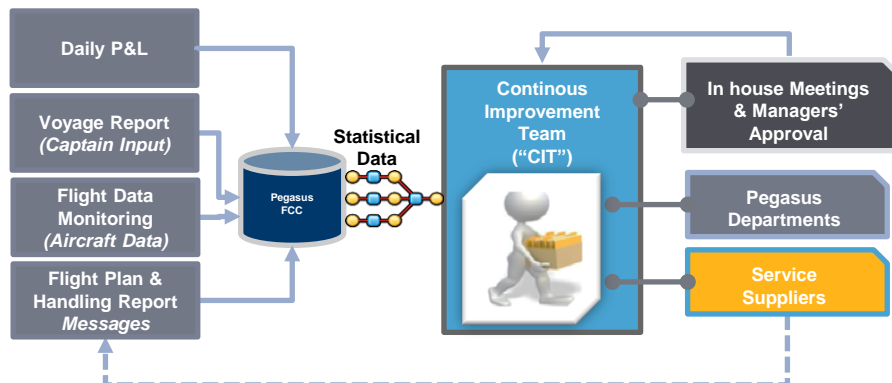 Daily P&L
Voyage Report
(Captain Input)
Flight Data
Monitoring
(Aircraft Data)
Flight Plan &
Handling Report
Messages
Pegasus
FCC
Statistical
Data
Continous
Improvement
Team
(“CIT”)
In house Meetings
& Managers’
Approval
Pegasus
Departments
Service
Suppliers